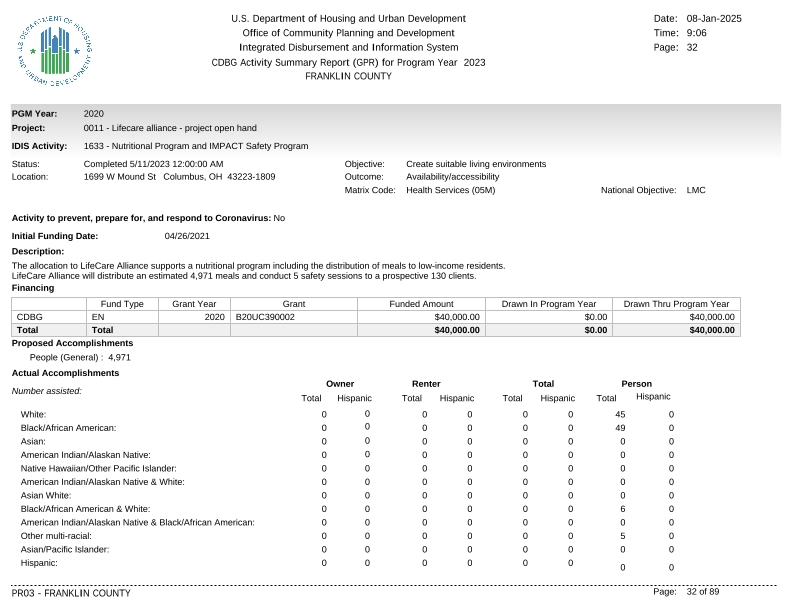 U.S. DEPARTMENT OF HOUSING AND URBAN DEVELOPMENT
U.S. Department of Housing and Urban Development
Office of Community Planning and Development
Integrated Disbursement and Information System
CDBG Activity Summary Report (GPR) for Program Year 2023
FRANKLIN COUNTY
Date: 08-Jan-2025
Time: 9:06
Page: 32
PGM Year: 2020
Project: 0011 - Lifecare alliance - project open hand
IDIS Activity: 1633 - Nutritional Program and IMPACT Safety Program
Status: Completed 5/11/2023 12:00:00 AM Objective: Create suitable living environments
Location: 1699 W Mound St Columbus, OH 43223-1809 Outcome: Availability/accessibility
Matrix Code: Health Services (05M) National Objective: LMC
Activity to prevent, prepare for, and respond to Coronavirus: No
Initial Funding Date: 04/26/2021
Description:
The allocation to LifeCare Alliance supports a nutritional program including the distribution of meals to low-income residents.
LifeCare Alliance will distribute an estimated 4,971 meals and conduct 5 safety sessions to a prospective 130 clients.
Financing
Fund Type Grant Year Grant Funded Amount Drawn In Program Year Drawn Thru Program Year
CDBG EN 2020 B20UC390002 $40,000.00 $0.00 $40,000.00
Total Total $40,000.00 $0.00 $40,000.00
Proposed Accomplishments
People (General) : 4,971
Actual Accomplishments
Number assisted:
Owner Renter Total Person
Total Hispanic Total Hispanic Total Hispanic Total Hispanic
White: 0 0 0 0 0 0 45 0
Black/African American: 0 0 0 0 0 0 49 0
Asian: 0 0 0 0 0 0 0 0
American Indian/Alaskan Native: 0 0 0 0 0 0 0 0
Native Hawaiian/Other Pacific Islander: 0 0 0 0 0 0 0 0
American Indian/Alaskan Native & White: 0 0 0 0 0 0 0 0
Asian White: 0 0 0 0 0 0 0 0
Black/African American & White: 0 0 0 0 0 0 6 0
American Indian/Alaskan Native & Black/African American: 0 0 0 0 0 0 0 0
Other multi-racial: 0 0 0 0 0 0 5 0
Asian/Pacific Islander: 0 0 0 0 0 0 0 0
Hispanic: 0 0 0 0 0 0 0 0
PR03 - FRANKLIN COUNTY Page: 32 of 89